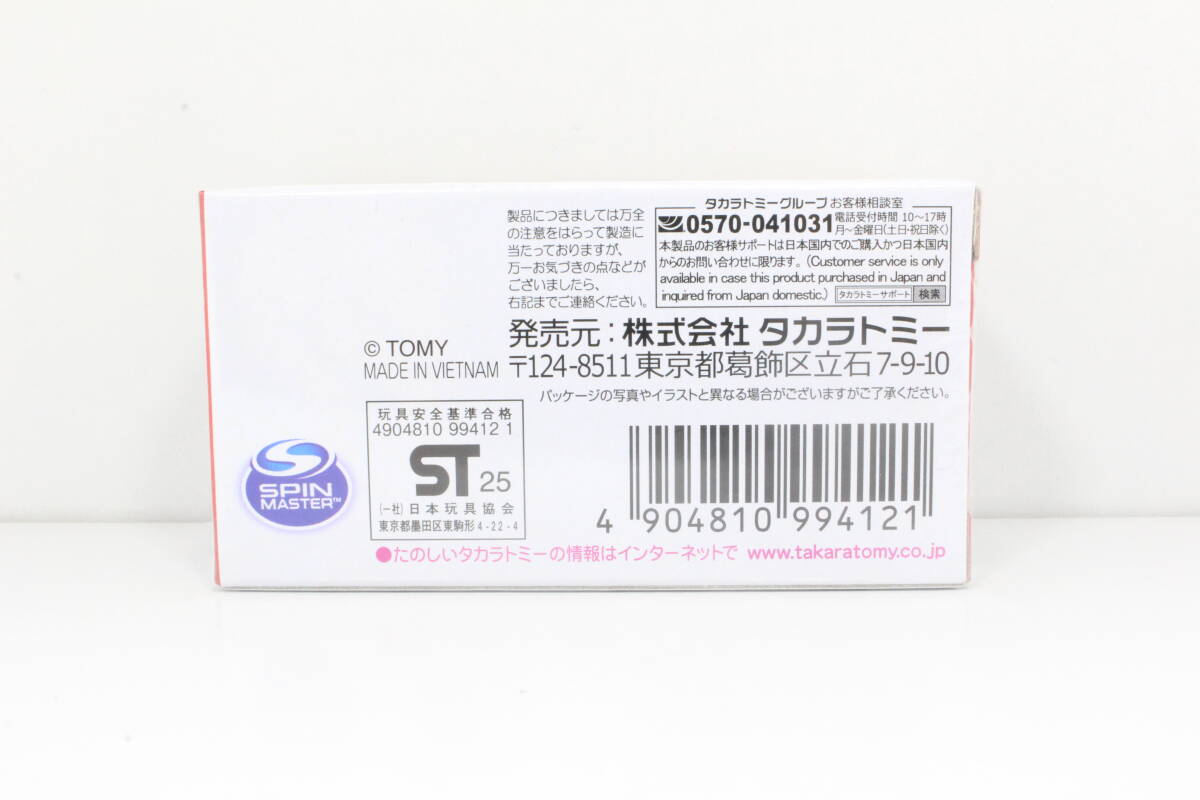 製品につきましては万全
の注意をはらって製造に
当たっておりますが、
万一お気づきの点などが
ございましたら、
右記までご連絡ください。
タカラトミーグループお客様相談室
0570-041031
電話受付時間 10〜17時
月〜金曜日(土日・祝日除く)
本製品のお客様サポートは日本国内でのご購入かつ日本国内
からのお問い合わせに限ります。(Customer service is only
available in case this product purchased in Japan and
inquired from Japan domestic.) タカラトミーサポート 検索
発売元：株式会社 タカラトミー
〒124-8511 東京都葛飾区立石7-9-10
パッケージの写真やイラストと異なる場合がございますがご了承ください。
© TOMY
MADE IN VIETNAM
玩具安全基準合格
4904810 99412 1
ST 25
(一社)日本玩具協会
東京都墨田区東駒形4-22-4
SPIN
MASTER™
4 904810 994121
●たのしいタカラトミーの情報はインターネットで www.takaratomy.co.jp